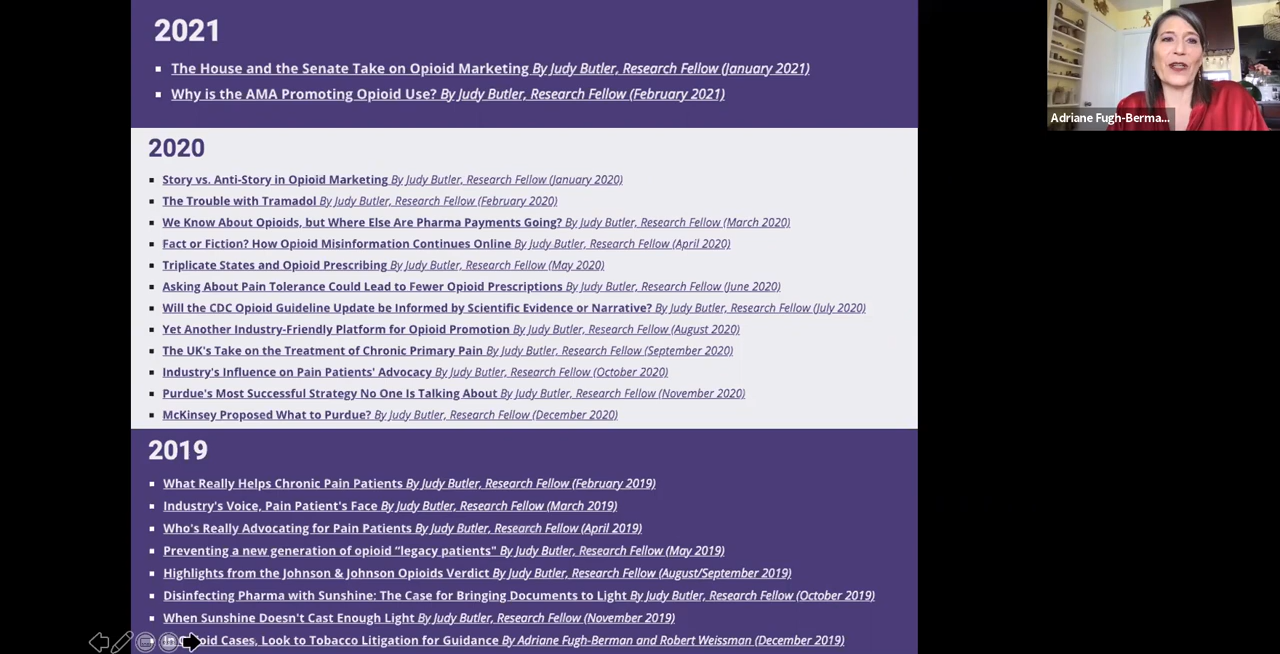 2021
The House and the Senate Take on Opioid Marketing By Judy Butler, Research Fellow (January 2021)
Why is the AMA Promoting Opioid Use? By Judy Butler, Research Fellow (February 2021)
Adriane Fugh-Berma...
2020
Story vs. Anti-Story in Opioid Marketing By Judy Butler, Research Fellow (January 2020)
The Trouble with Tramadol By Judy Butler, Research Fellow (February 2020)
We Know About Opioids, but Where Else Are Pharma Payments Going? By Judy Butler, Research Fellow (March 2020)
Fact or Fiction? How Opioid Misinformation Continues Online By Judy Butler, Research Fellow (April 2020)
Triplicate States and Opioid Prescribing By Judy Butler, Research Fellow (May 2020)
Asking About Pain Tolerance Could Lead to Fewer Opioid Prescriptions By Judy Butler, Research Fellow (June 2020)
Will the CDC Opioid Guideline Update be Informed by Scientific Evidence or Narrative? By Judy Butler, Research Fellow (July 2020)
Yet Another Industry-Friendly Platform for Opioid Promotion By Judy Butler, Research Fellow (August 2020)
The UK's Take on the Treatment of Chronic Primary Pain By Judy Butler, Research Fellow (September 2020)
Industry's Influence on Pain Patients' Advocacy By Judy Butler, Research Fellow (October 2020)
Purdue's Most Successful Strategy No One Is Talking About By Judy Butler, Research Fellow (November 2020)
McKinsey Proposed What to Purdue? By Judy Butler, Research Fellow (December 2020)
2019
What Really Helps Chronic Pain Patients By Judy Butler, Research Fellow (February 2019)
Industry's Voice, Pain Patient's Face By Judy Butler, Research Fellow (March 2019)
Who's Really Advocating for Pain Patients By Judy Butler, Research Fellow (April 2019)
Preventing a new generation of opioid “legacy patients" By Judy Butler, Research Fellow (May 2019)
Highlights from the Johnson & Johnson Opioids Verdict By Judy Butler, Research Fellow (August/September 2019)
Disinfecting Pharma with Sunshine: The Case for Bringing Documents to Light By Judy Butler, Research Fellow (October 2019)
When Sunshine Doesn't Cast Enough Light By Judy Butler, Research Fellow (November 2019)
Cases, Look to Tobacco Litigation for Guidance By Adriane Fugh-Berman and Robert Weissman (December 2019)